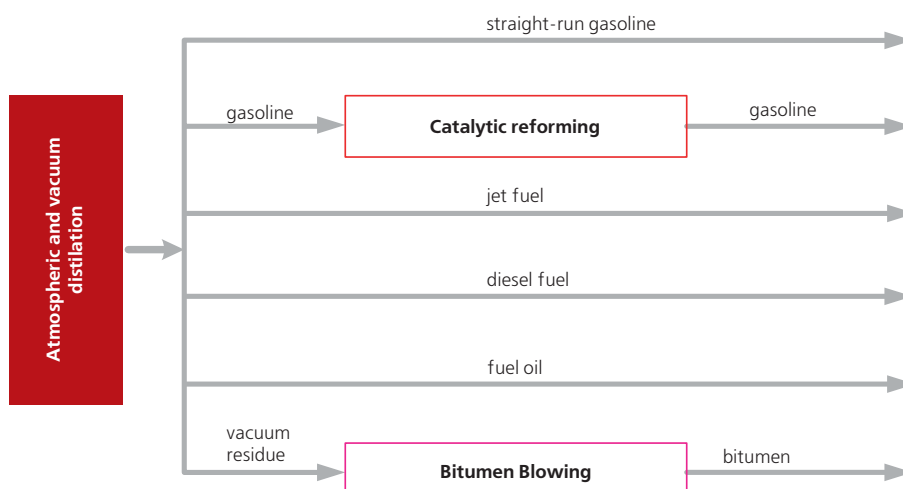 straight-run gasoline
Atmospheric and vacuum
distilation
gasoline
Catalytic reforming
gasoline
jet fuel
diesel fuel
fuel oil
vacuum
residue
Bitumen Blowing
bitumen